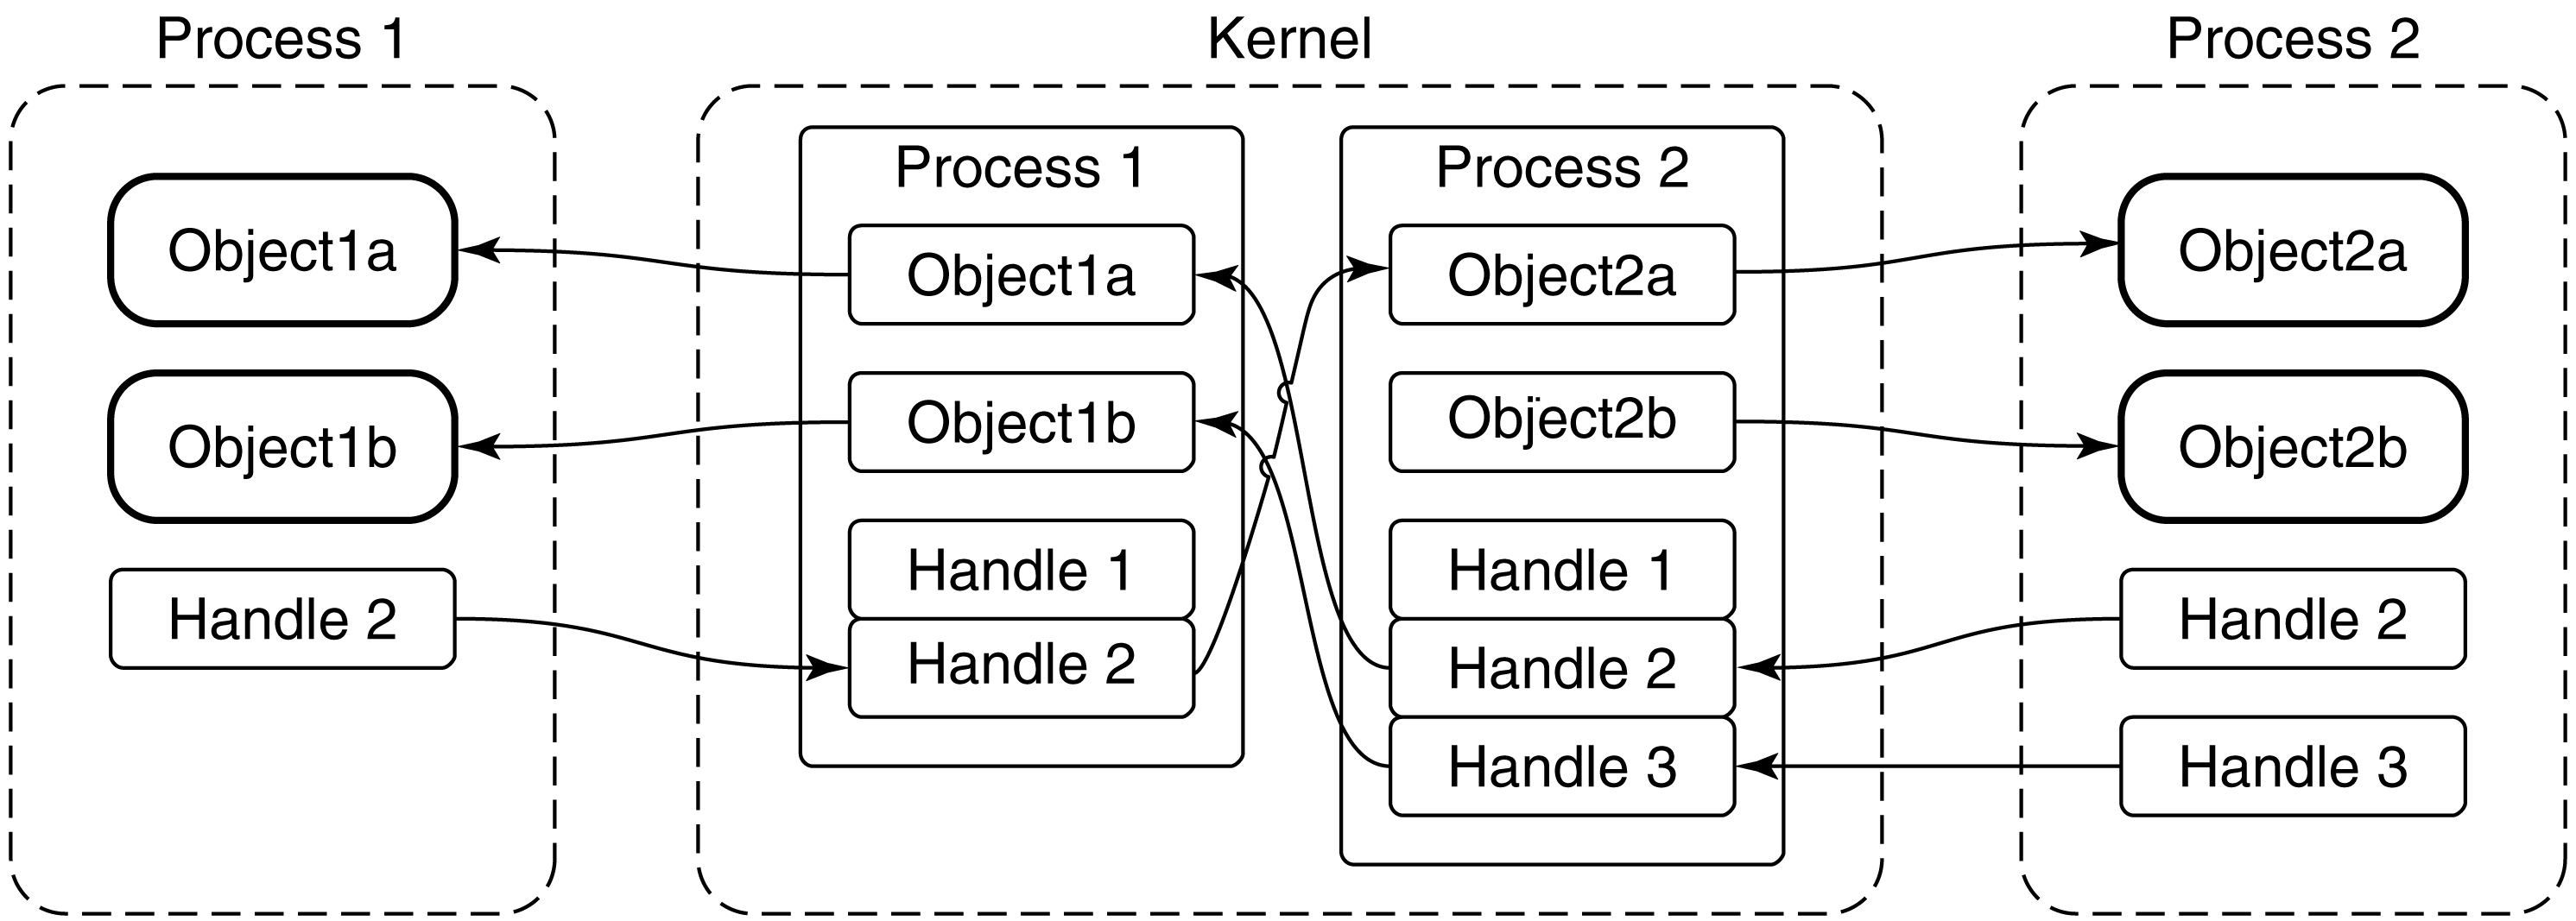 Process 1
Kernel
Process 2
Object1a
Object1b
Handle 2
Process 1
Object1a
Object1b
Handle 1
Handle 2
Process 2
Object2a
Object2b
Handle 1
Handle 2
Handle 3
Object2a
Object2b
Handle 2
Handle 3